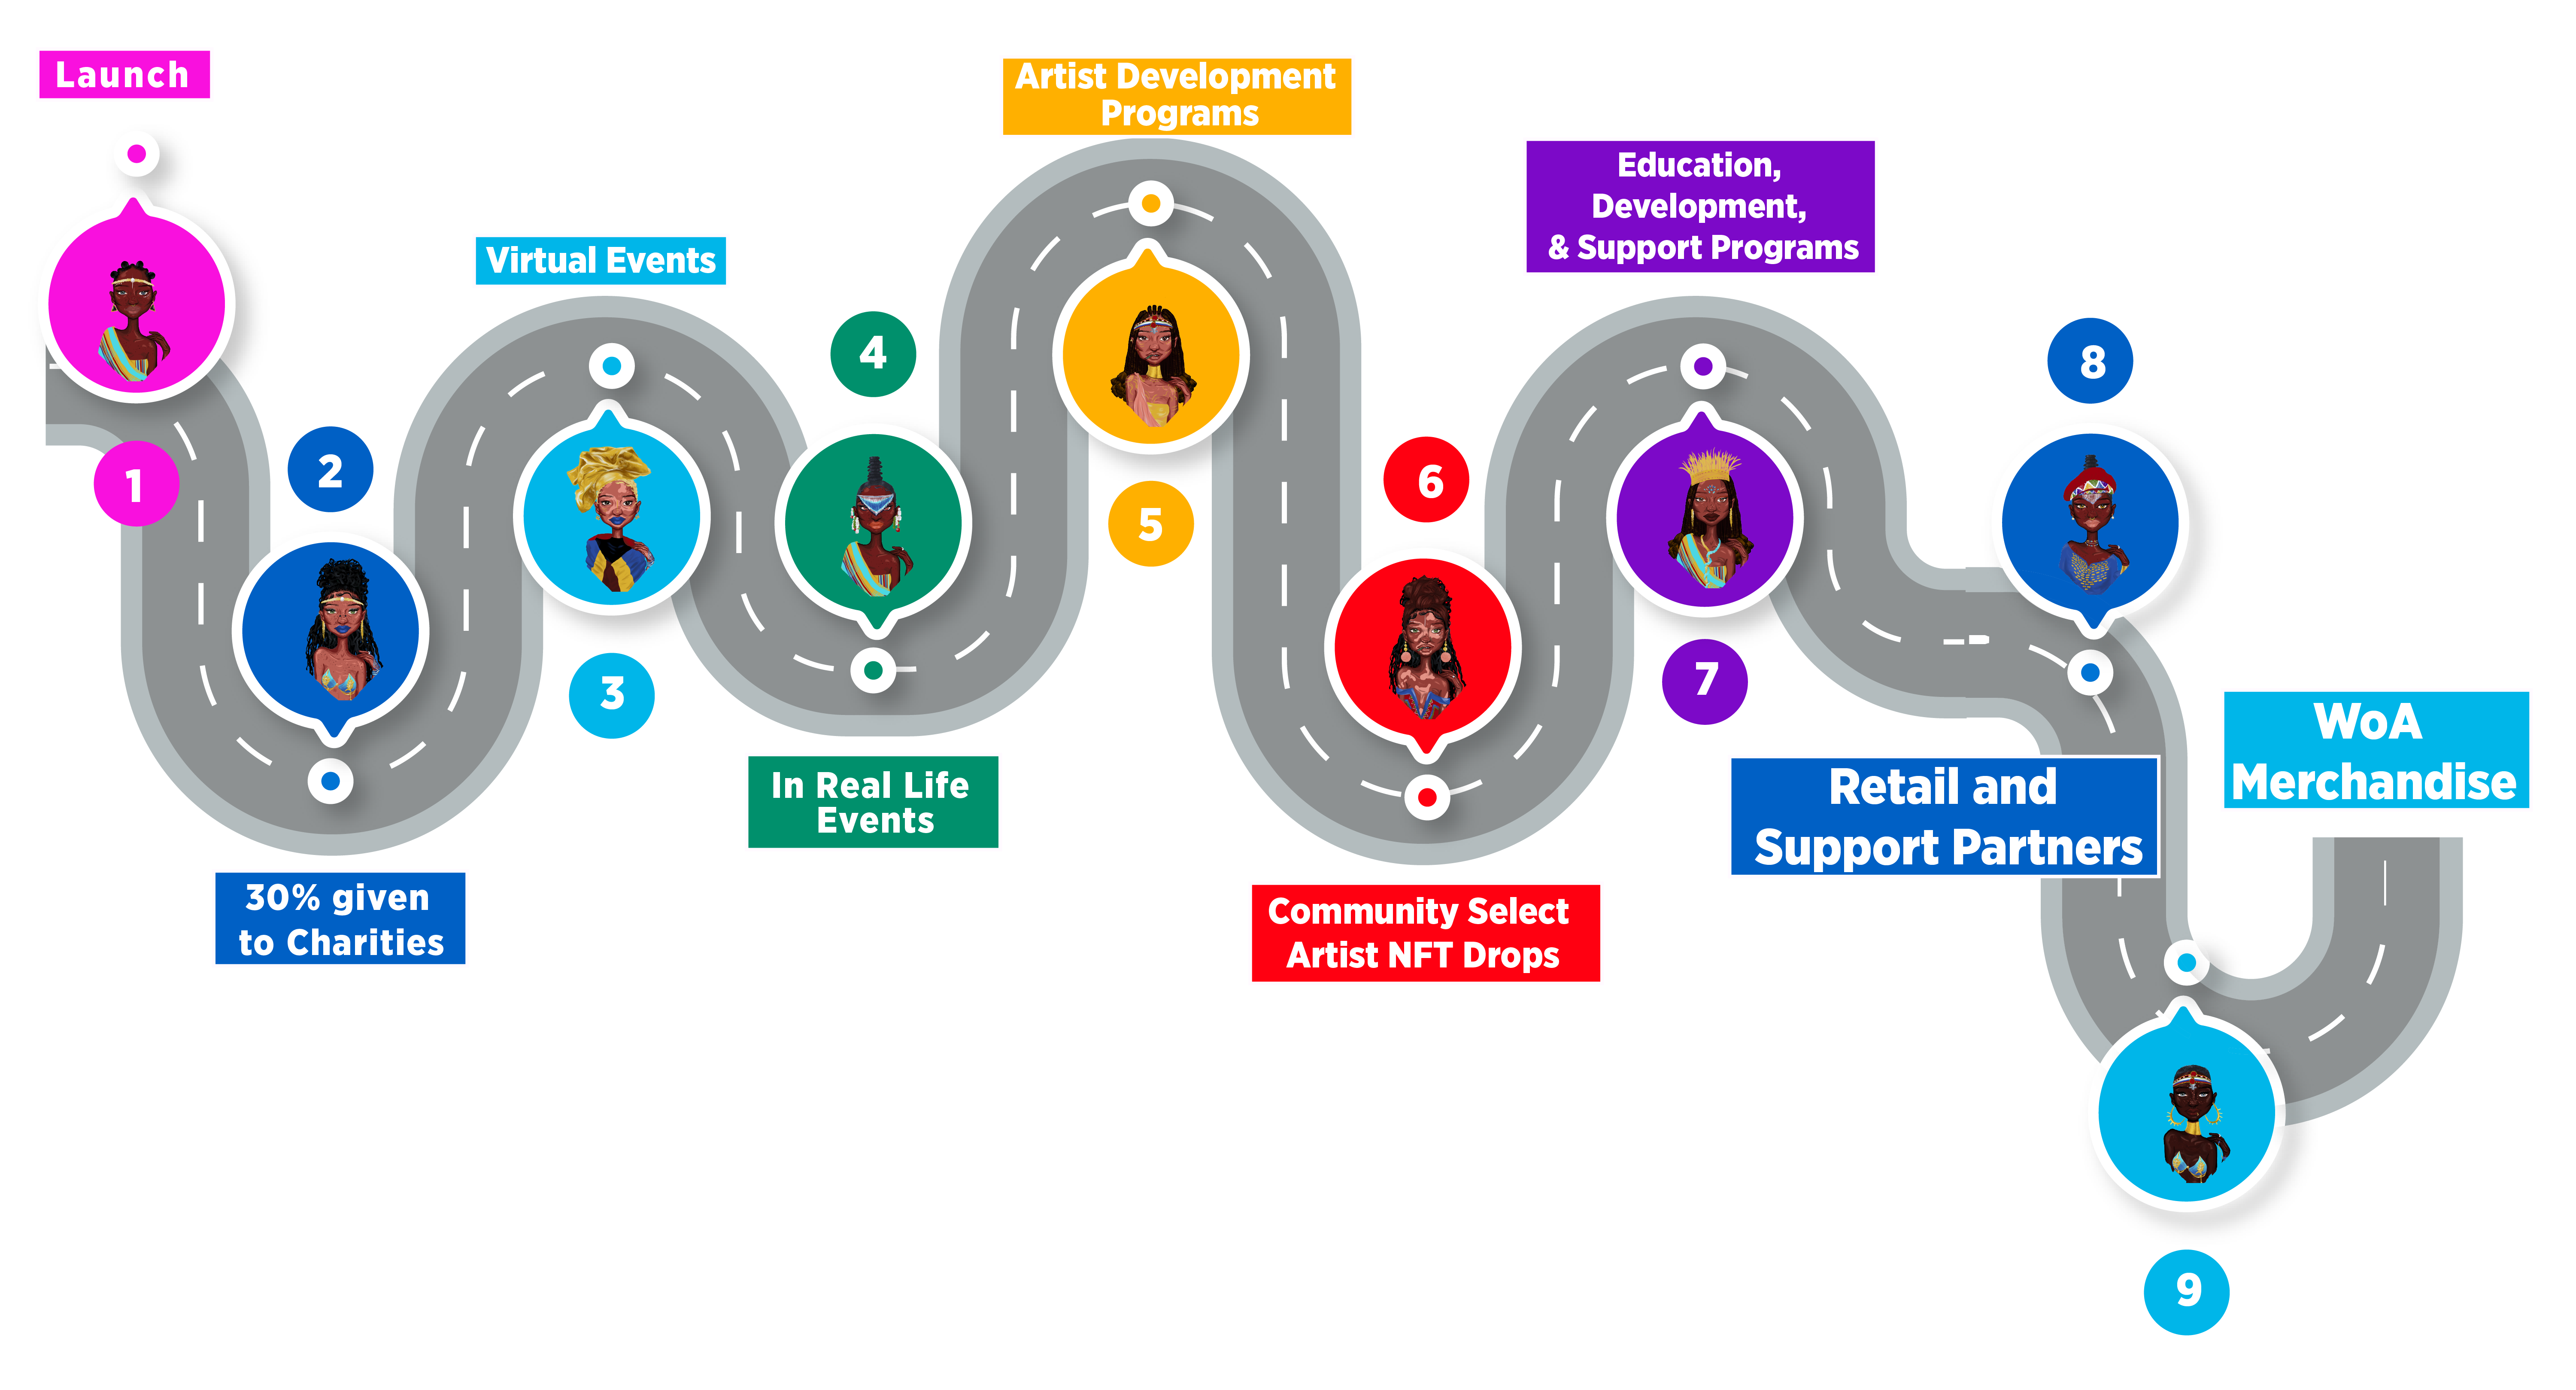 Launch
1
2
30% given
to Charities
Virtual Events
3
4
In Real Life
Events
Artist Development
Programs
5
6
Community Select
Artist NFT Drops
Education,
Development,
& Support Programs
7
8
Retail and
Support Partners
WoA
Merchandise
9